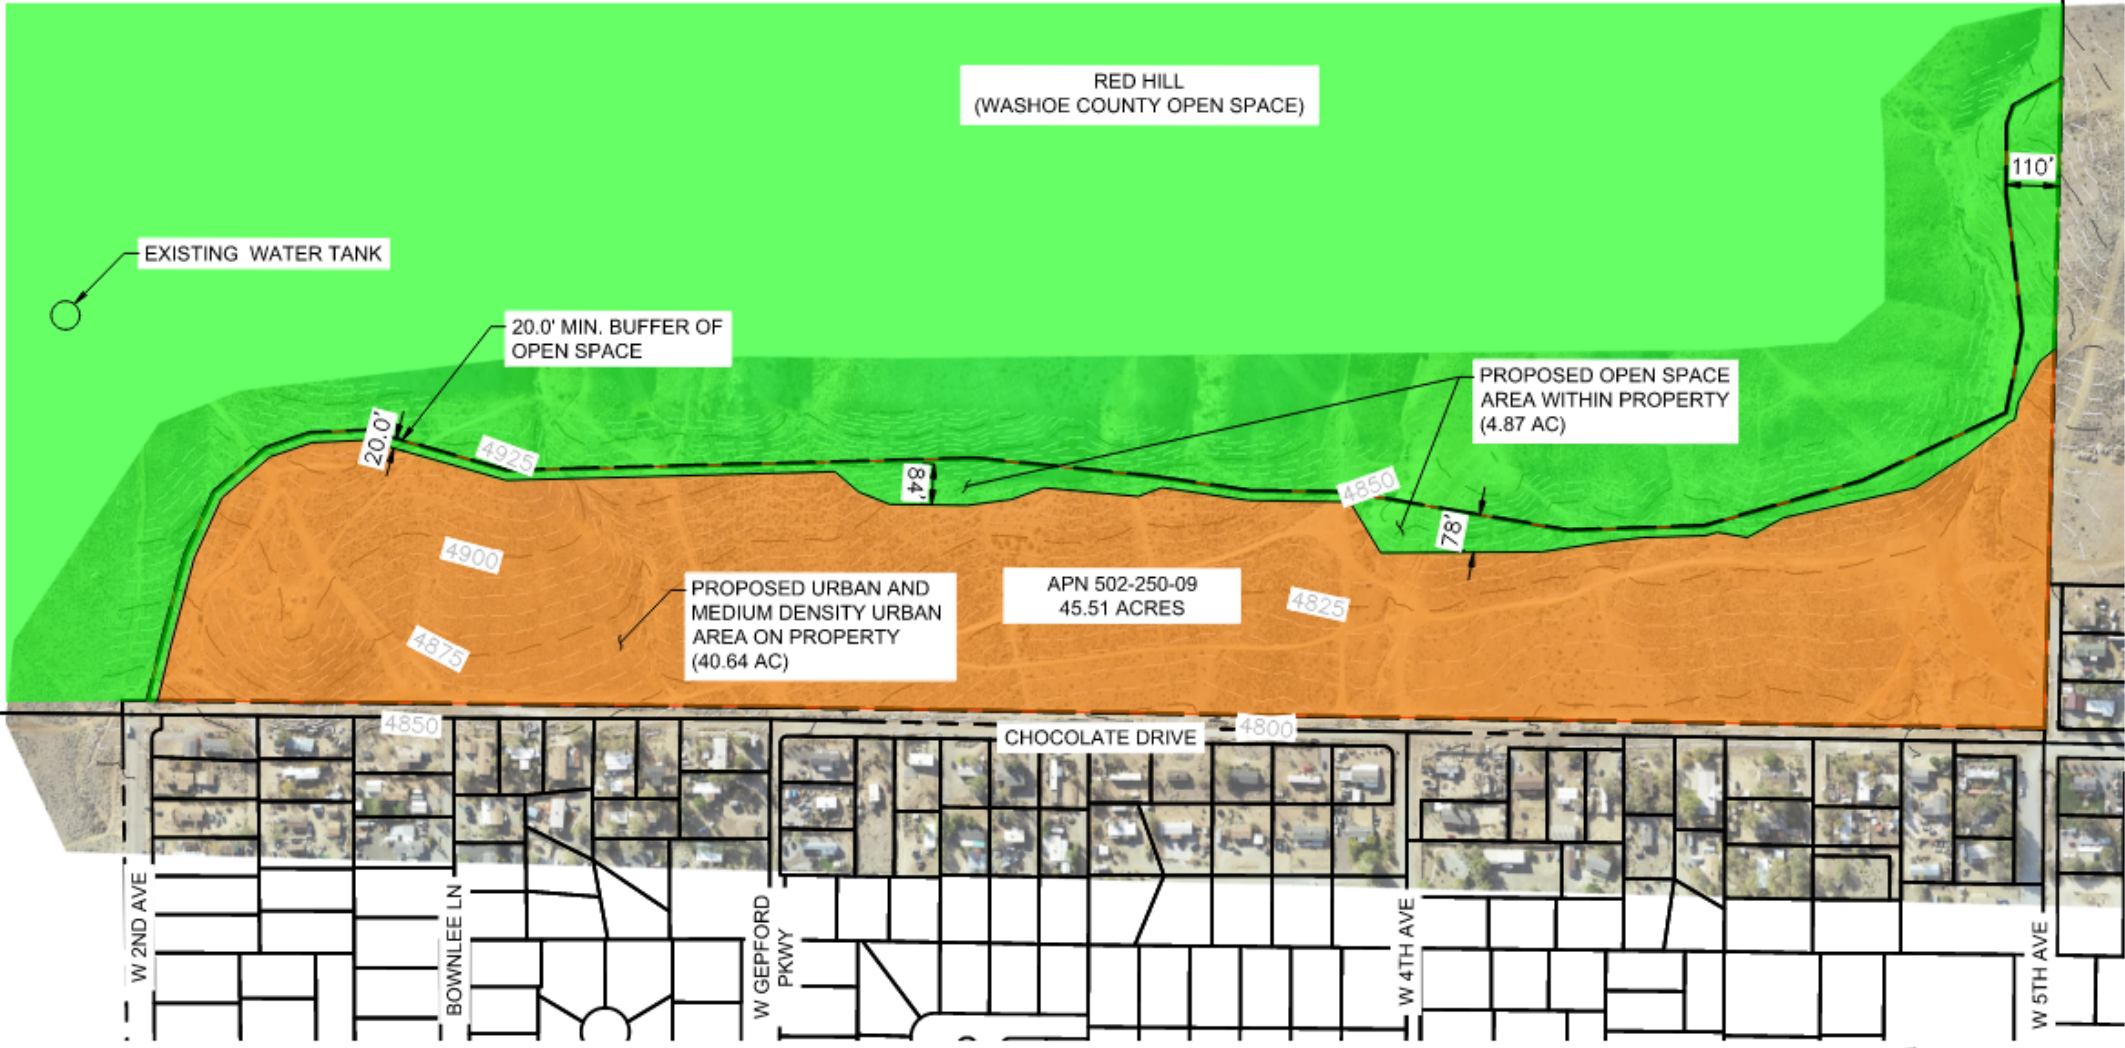 RED HILL
(WASHOE COUNTY OPEN SPACE)
110'
EXISTING WATER TANK
20.0' MIN. BUFFER OF
OPEN SPACE
PROPOSED OPEN SPACE
AREA WITHIN PROPERTY
(4.87 AC)
20.0'
4925
84'
4850
78'
4900
PROPOSED URBAN AND
MEDIUM DENSITY URBAN
AREA ON PROPERTY
(40.64 AC)
APN 502-250-09
45.51 ACRES
4825
4875
4850
CHOCOLATE DRIVE
4800
W 2ND AVE
BOWNLEE LN
W GEPFORD
PKWY
W 4TH AVE
W 5TH AVE